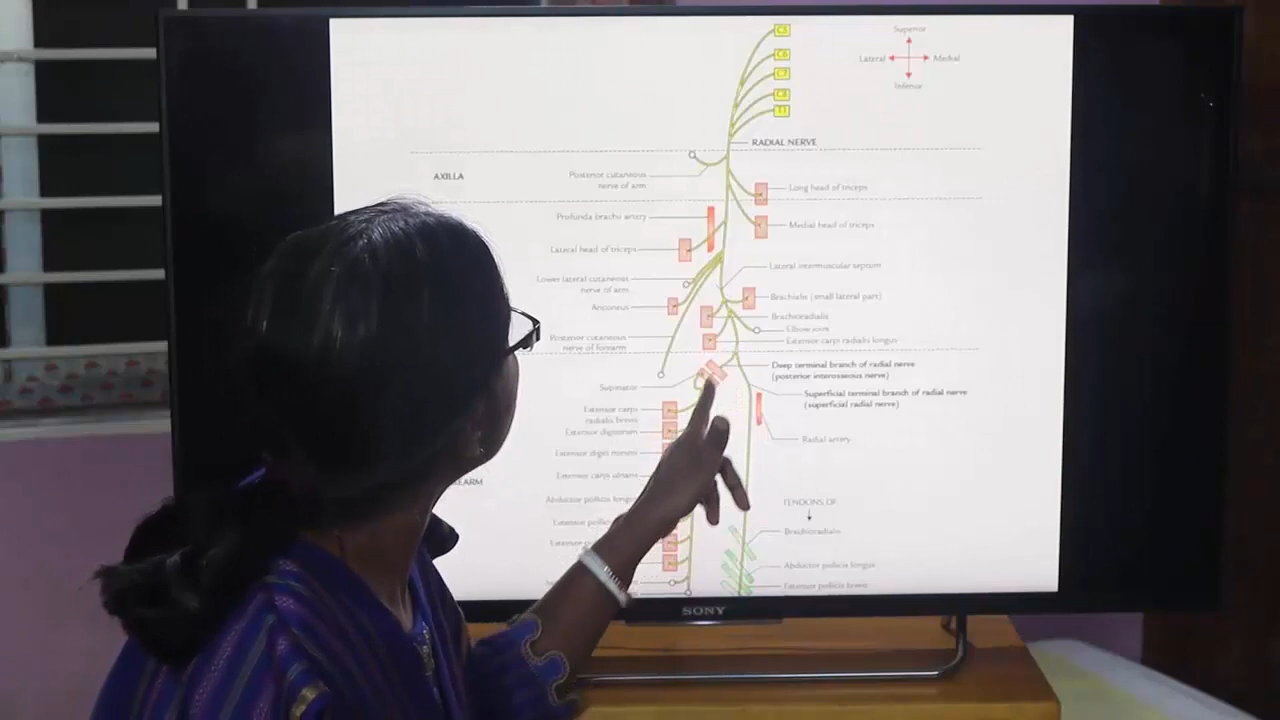 C5
Superior
C6
Lateral
Medial
C7
Inferior
C8
T1
RADIAL NERVE
AXILLA
Posterior cutaneous
nerve of arm
Long head of triceps
Profunda brachii artery
Medial head of triceps
Lateral head of triceps
Lateral intermuscular septum
Lower lateral cutaneous
nerve of arm
Brachialis (small lateral part)
Anconeus
Brachioradialis
Elbow joint
Posterior cutaneous
nerve of forearm
Extensor carpi radialis longus
Deep terminal branch of radial nerve
(posterior interosseous nerve)
Supinator
Superficial terminal branch of radial nerve
(superficial radial nerve)
Extensor carpi
radialis brevis
Extensor digitorum
Radial artery
Extensor digiti minimi
Extensor carpi ulnaris
EARM
Abductor pollicis longus
TENDONS OF
Extensor pollici
Brachioradialis
Abductor pollicis longus
Extensor pollicis brevis
SONY